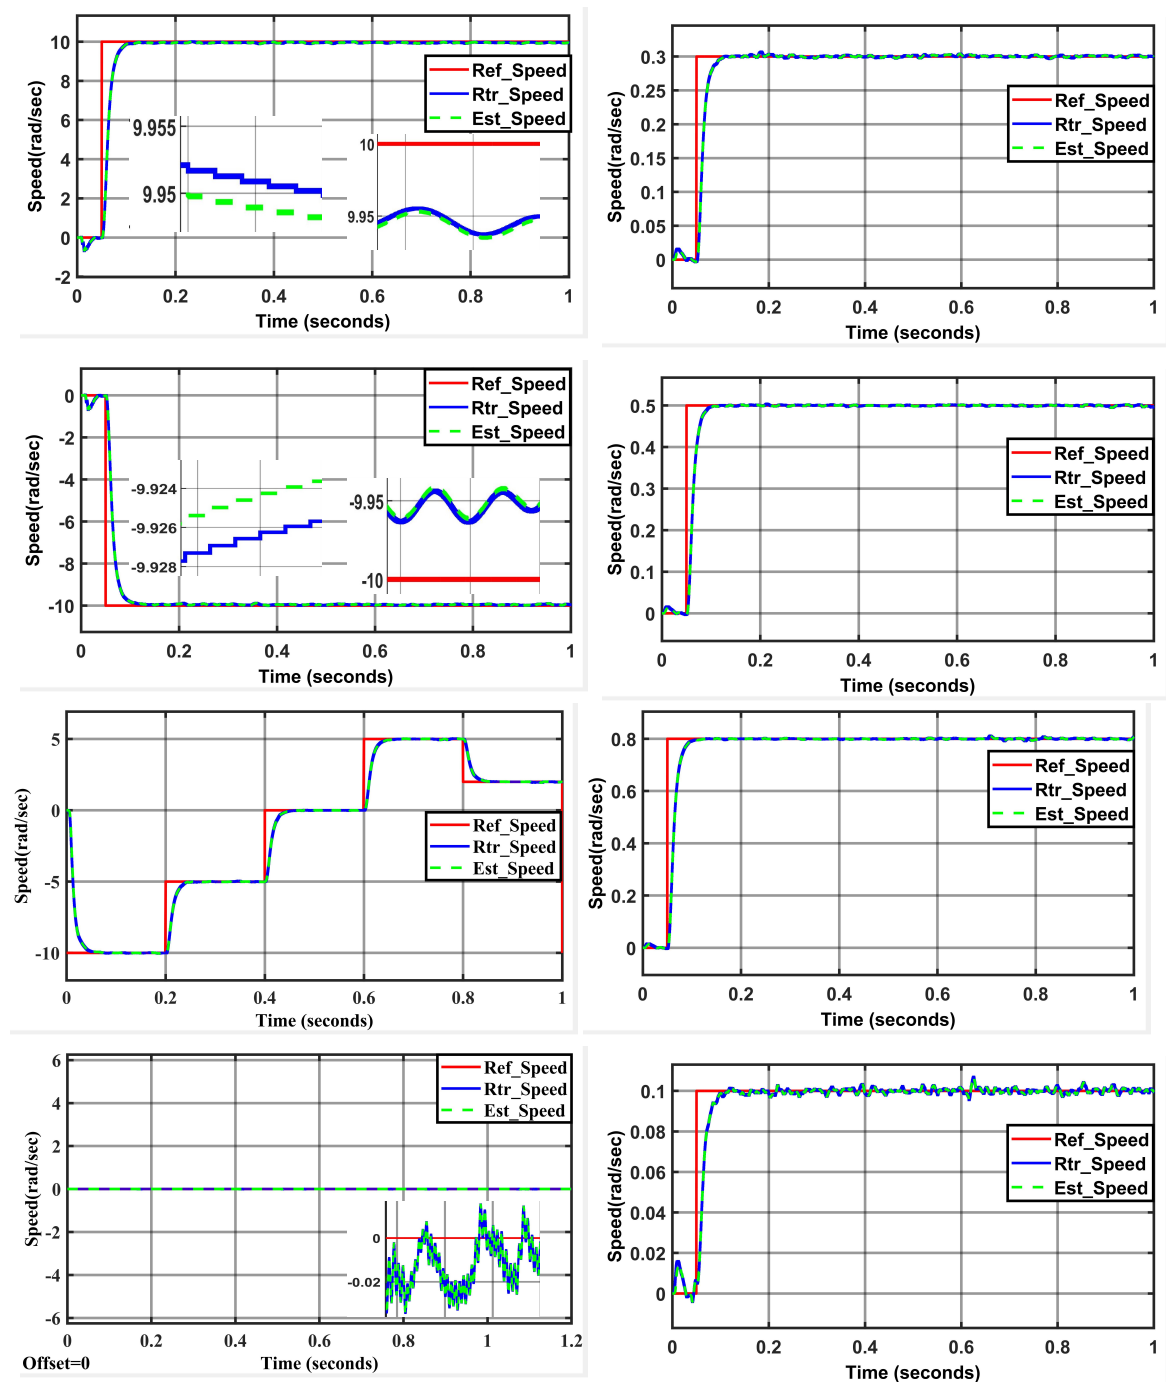 10
8
6
4
2
0
-2
Speed(rad/sec)
Ref_Speed
Rtr_Speed
Est_Speed
9.955
9.95
10
9.95
0 0.2 0.4 0.6 0.8 1
Time (seconds)
0.3
0.25
0.2
0.15
0.1
0.05
0
Speed(rad/sec)
Ref_Speed
Rtr_Speed
Est_Speed
0 0.2 0.4 0.6 0.8 1
Time (seconds)
0
-2
-4
-6
-8
-10
Speed(rad/sec)
Ref_Speed
Rtr_Speed
Est_Speed
-9.924
-9.926
-9.928
-9.95
-10
0 0.2 0.4 0.6 0.8 1
Time (seconds)
0.5
0.4
0.3
0.2
0.1
0
Speed(rad/sec)
Ref_Speed
Rtr_Speed
Est_Speed
0 0.2 0.4 0.6 0.8 1
Time (seconds)
5
0
-5
-10
Speed(rad/sec)
Ref_Speed
Rtr_Speed
Est_Speed
0 0.2 0.4 0.6 0.8 1
Time (seconds)
0.8
0.6
0.4
0.2
0
Speed(rad/sec)
Ref_Speed
Rtr_Speed
Est_Speed
0 0.2 0.4 0.6 0.8 1
Time (seconds)
6
4
2
0
-2
-4
-6
Speed(rad/sec)
Ref_Speed
Rtr_Speed
Est_Speed
0
-0.02
0 0.2 0.4 0.6 0.8 1 1.2
Offset=0
Time (seconds)
0.1
0.08
0.06
0.04
0.02
0
Speed(rad/sec)
Ref_Speed
Rtr_Speed
Est_Speed
0 0.2 0.4 0.6 0.8 1
Time (seconds)